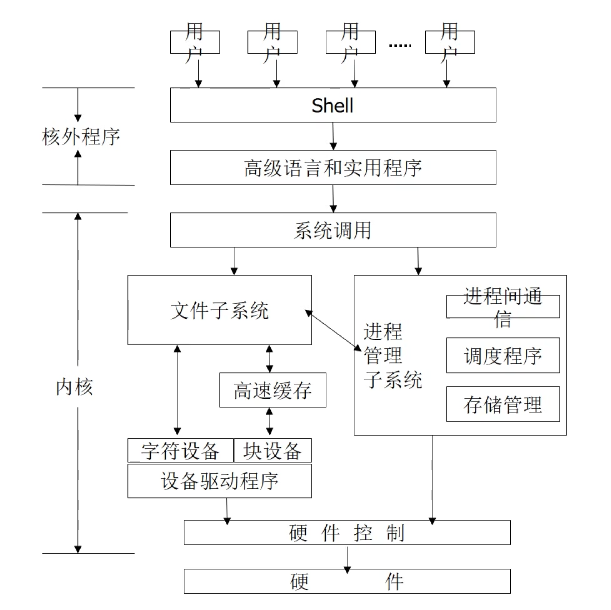 用户
用户
用户
.....
用户
Shell
核外程序
高级语言和实用程序
系统调用
文件子系统
进程间通信
进程
管理
子系统
调度程序
内核
高速缓存
存储管理
字符设备
块设备
设备驱动程序
硬 件 控 制
硬 件